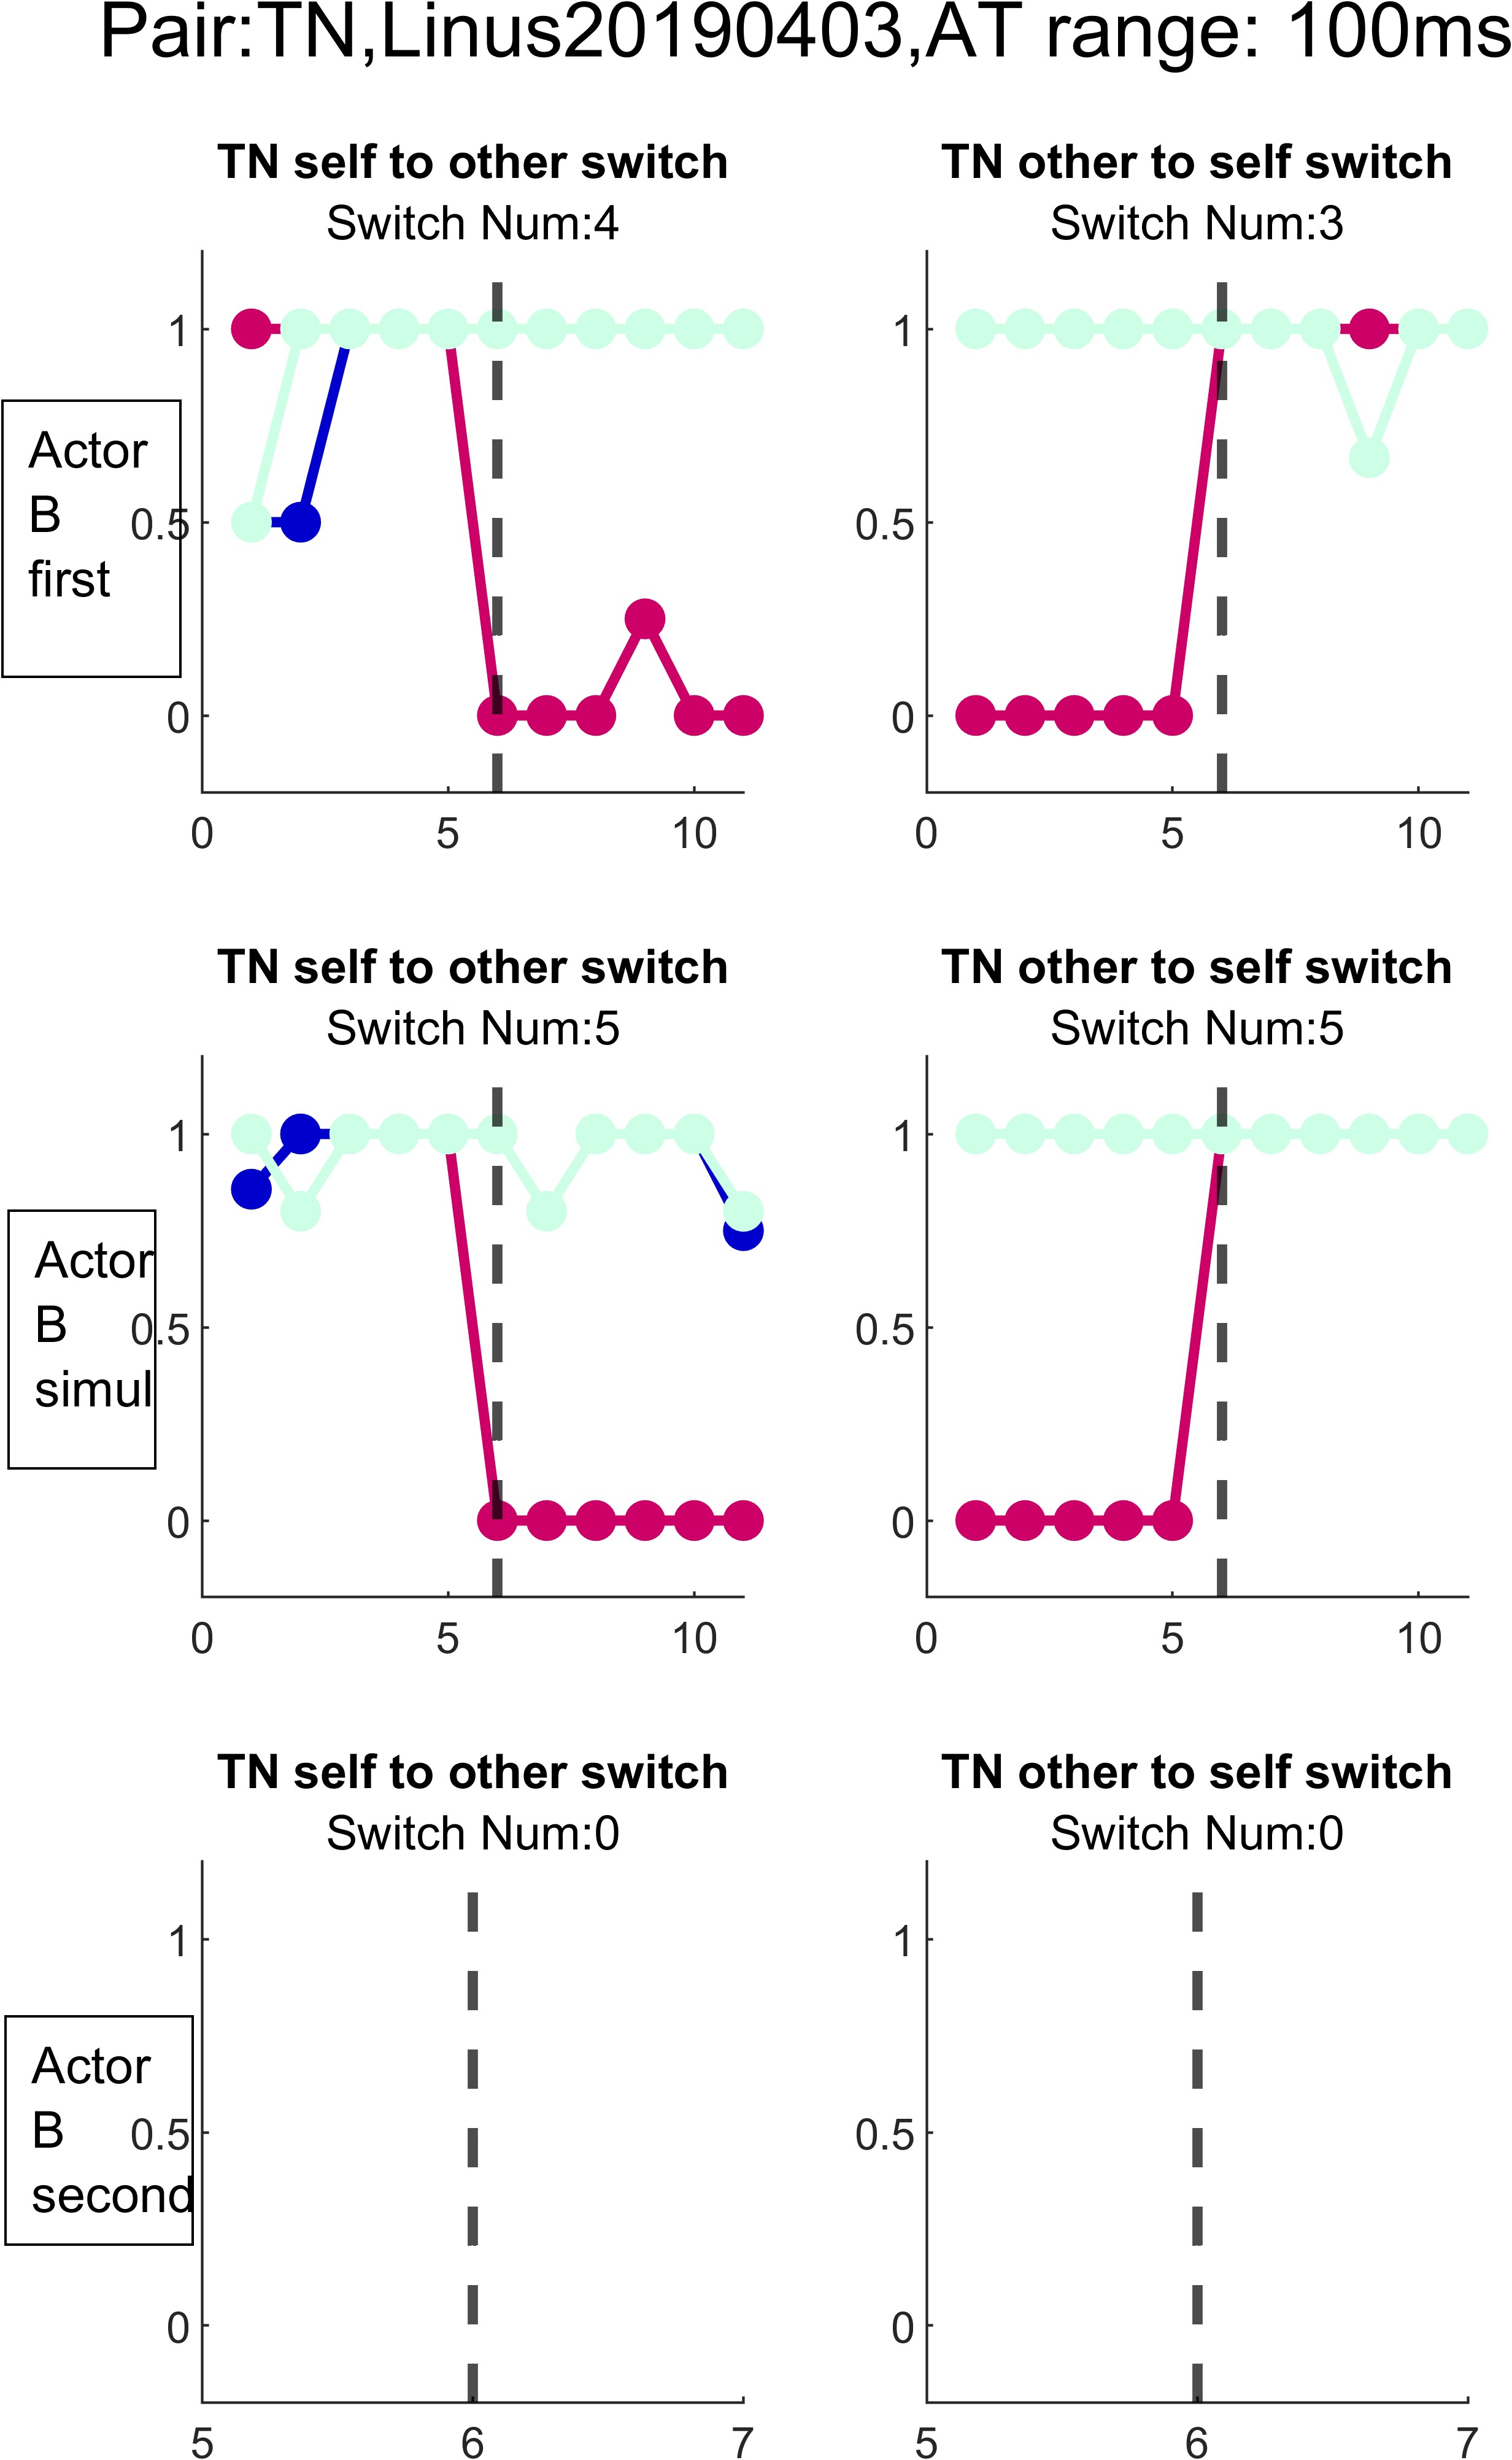 Pair:TN,Linus20190403,AT range: 100ms
TN self to other switch
Switch Num:4
TN other to self switch
Switch Num:3
Actor
B
first
1
0.5
0
0
5
10
1
0.5
0
0
5
10
TN self to other switch
Switch Num:5
TN other to self switch
Switch Num:5
Actor
B
simul
1
0.5
0
0
5
10
1
0.5
0
0
5
10
TN self to other switch
Switch Num:0
TN other to self switch
Switch Num:0
Actor
B
second
1
0.5
0
5
6
7
1
0.5
0
5
6
7